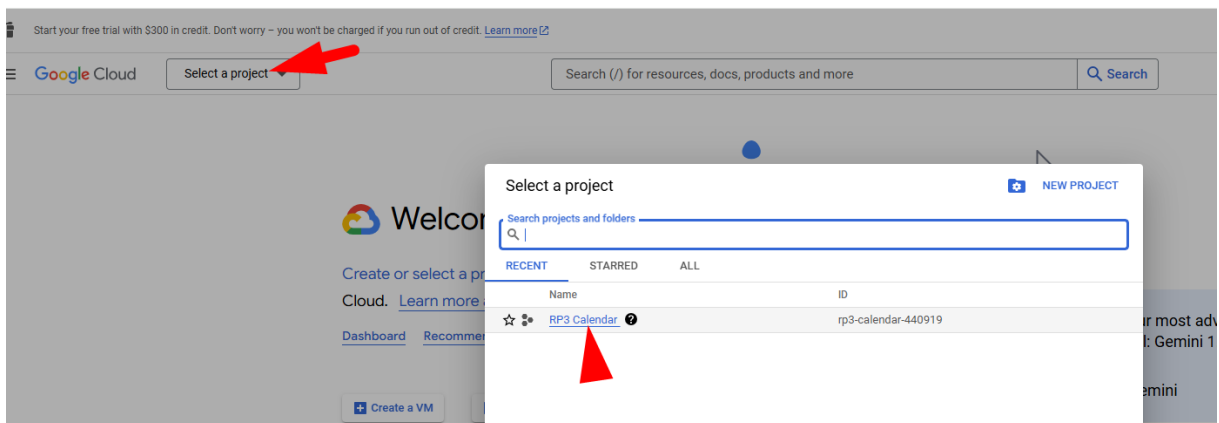 Start your free trial with $300 in credit. Don't worry – you won't be charged if you run out of credit. Learn more
Google Cloud
Select a project
Search (/) for resources, docs, products and more
Search
Select a project
NEW PROJECT
Search projects and folders
RECENT
STARRED
ALL
Name
ID
RP3 Calendar
rp3-calendar-440919
Welcor
Create or select a pr
Cloud. Learn more
Dashboard
Recommer
Create a VM
ur most adv
l: Gemini 1
emini